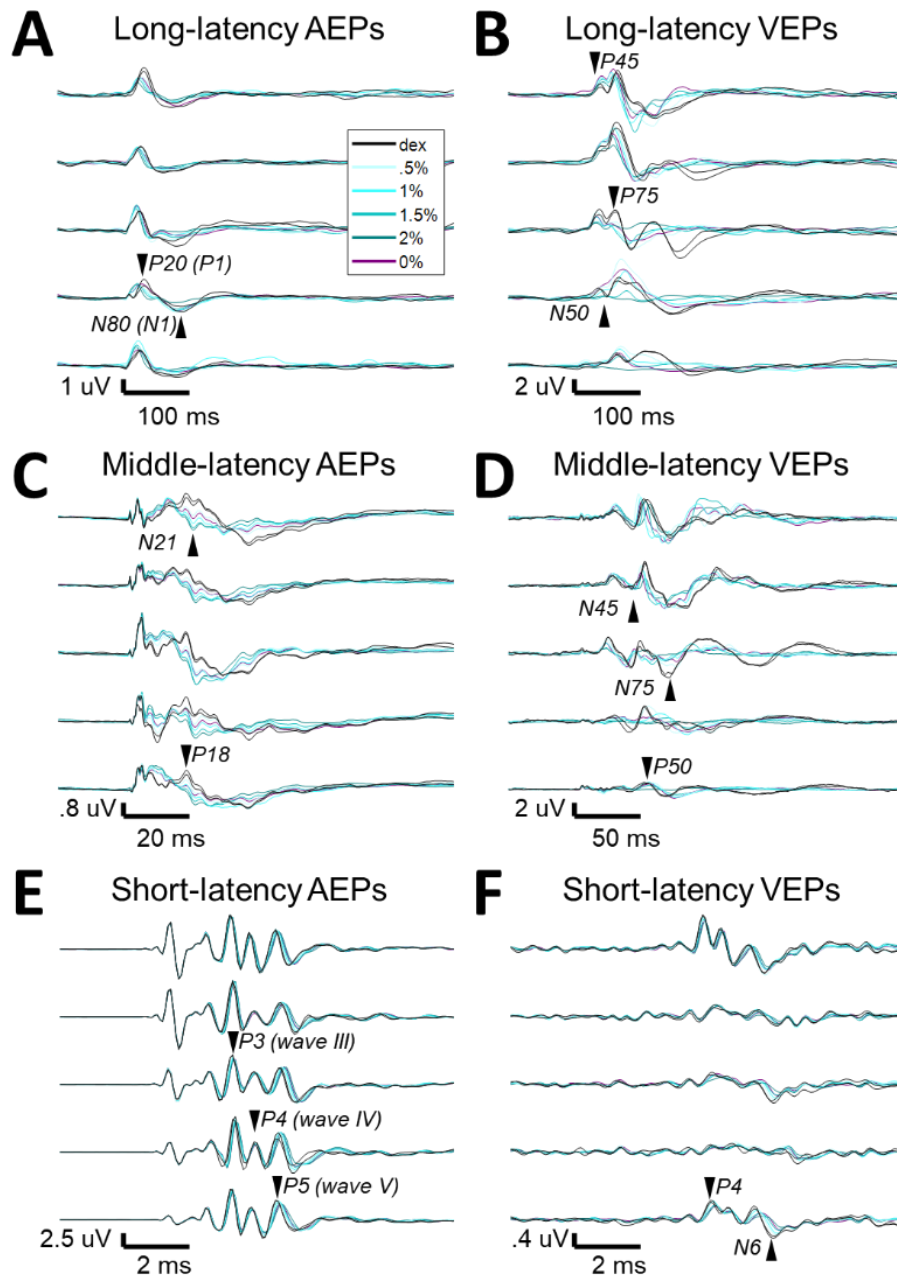 A Long-latency AEPs
B Long-latency VEPs
P45
dex
.5%
1%
1.5%
2%
0%
P75
P20 (P1)
N80 (N1)
N50
1 uV
100 ms
2 uV
100 ms
C Middle-latency AEPs
D Middle-latency VEPs
N21
N45
N75
P18
P50
.8 uV
20 ms
2 uV
50 ms
E Short-latency AEPs
F Short-latency VEPs
P3 (wave III)
P4 (wave IV)
P5 (wave V)
P4
N6
2.5 uV
2 ms
.4 uV
2 ms